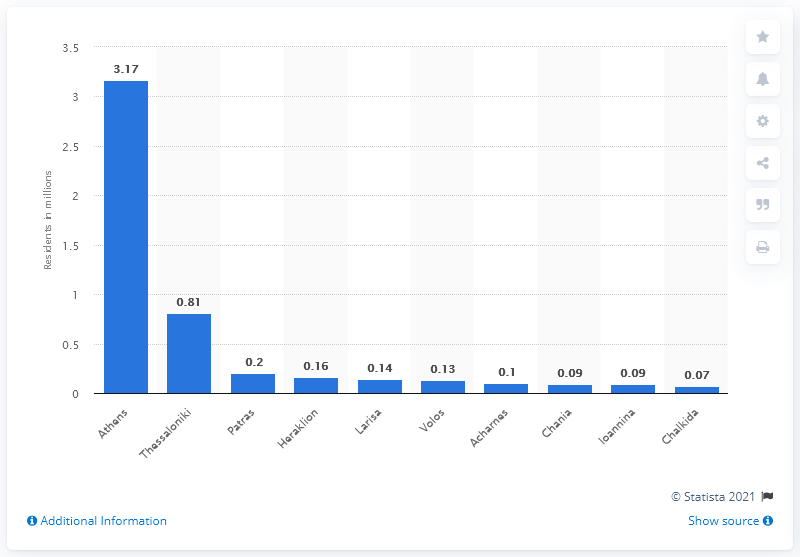 Residents in millions
3.5
3
2.5
2
1.5
1
0.5
0
3.17
0.81
0.2
0.16
0.14
0.13
0.1
0.09
0.09
0.07
Athens
Thessaloniki
Patras
Heraklion
Larisa
Volos
Acharnes
Chania
Ioannina
Chalkida
© Statista 2021
Additional Information
Show source